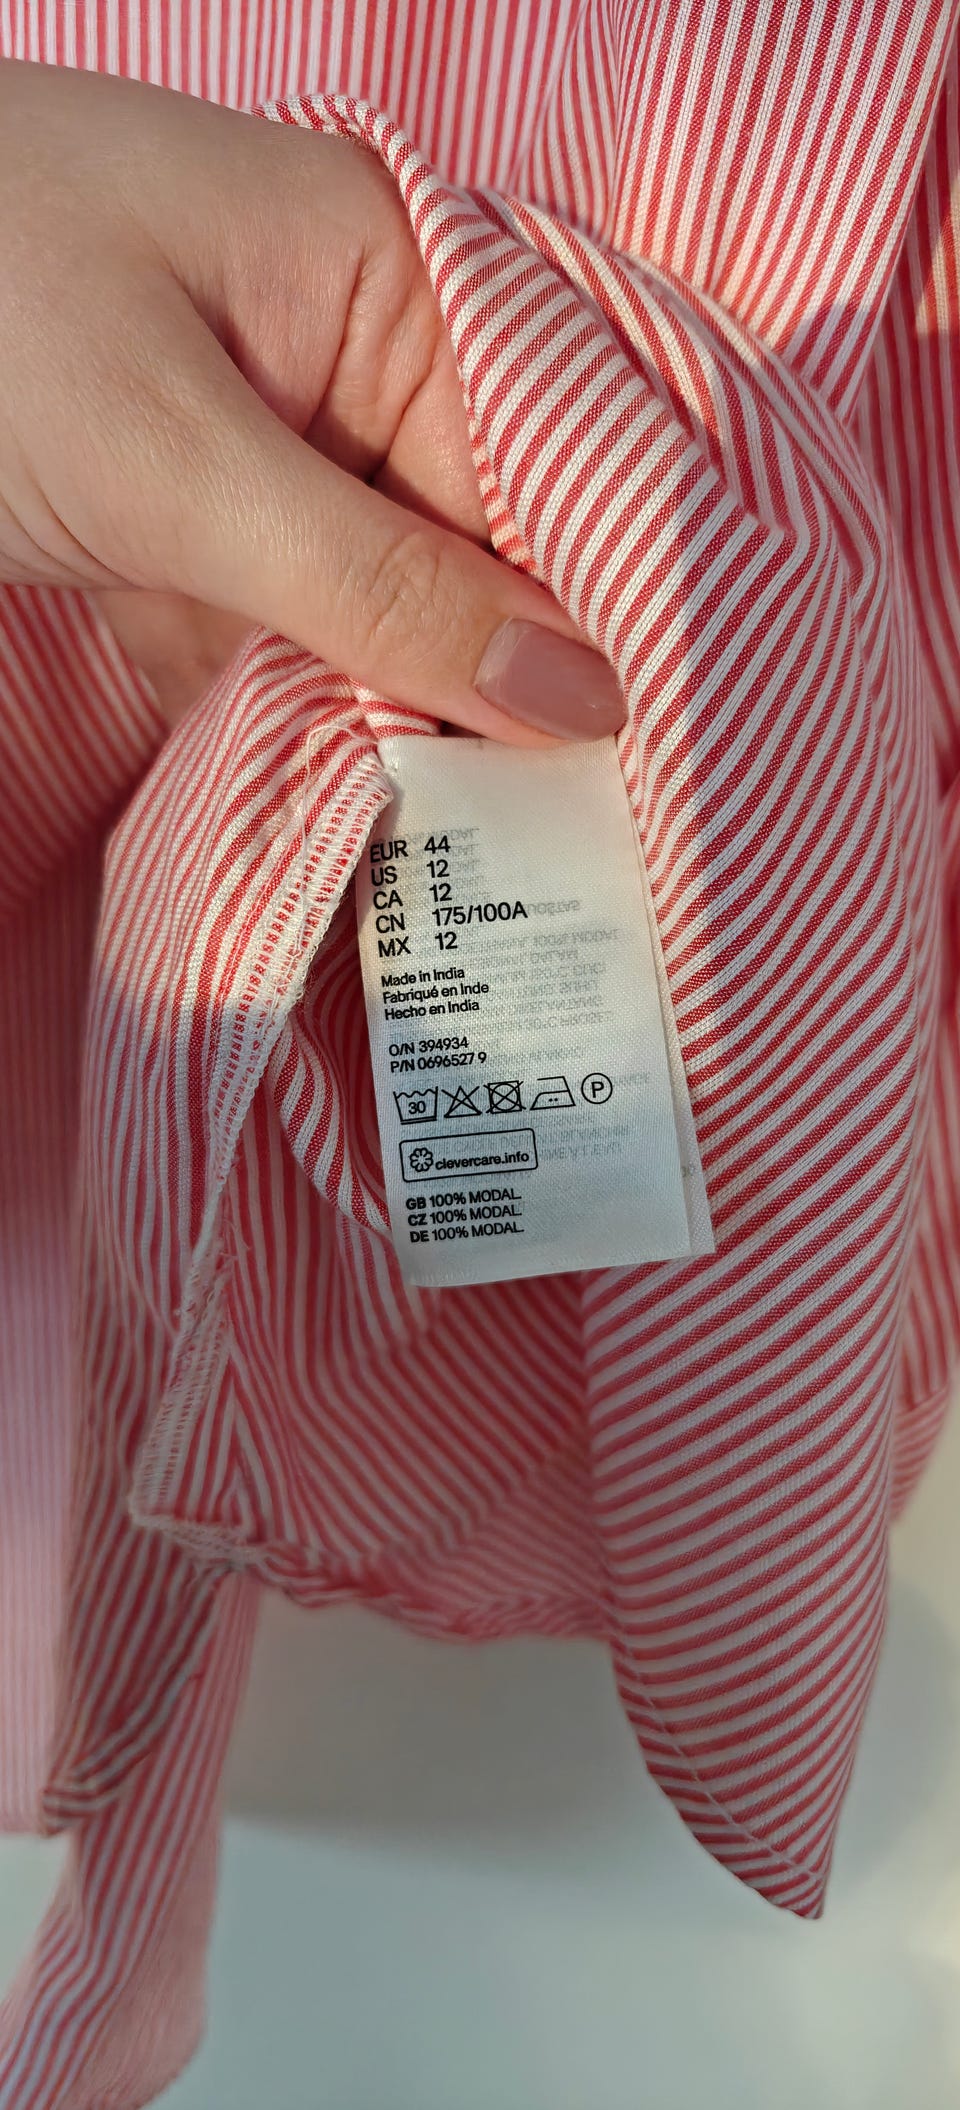 EUR 44
US 12
CA 12
CN 175/100A
MX 12
Made in India
Fabriqué en Inde
Hecho en India
O/N 394934
P/N 0696527 9
30 P
clevercare.info
GB 100% MODAL
CZ 100% MODAL
DE 100% MODAL